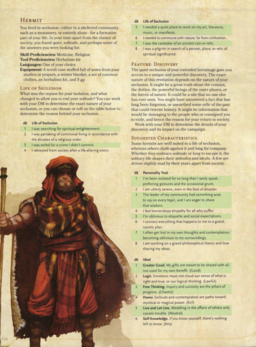 HERMIT
You lived in seclusion, either in a sheltered community
such as a monastery, or entirely alone, for a formative
part of your life. In your time apart from the clamor of
society, you found quiet, solitude, and perhaps some of
the answers you were looking for.
Skill Proficiencies: Medicine, Religion
Tool Proficiencies: Herbalism kit
Languages: One of your choice
Equipment: A scroll case stuffed full of notes from your
studies or prayers, a winter blanket, a set of common
clothes, an herbalism kit, and 5 gp
LIFE OF SECLUSION
What was the reason for your isolation, and what
changed to allow you to end your solitude? You can work
with your DM to determine the exact nature of your
seclusion, or you can choose or roll on the table below to
determine the reason behind your seclusion.
d8 Life of Seclusion
1 I was searching for spiritual enlightenment.
2 I was partaking of communal living in accordance with
the dictates of a religious order.
3 I was exiled for a crime I didn't commit.
4 I retreated from society after a life-altering event.
d8 Life of Seclusion
5 I needed a quiet place to work on my art, literature,
music, or manifesto.
6 I needed to commune with nature, far from civilization.
7 I was the caretaker of an ancient ruin or relic.
8 I was a pilgrim in search of a person, place, or relic of
spiritual significance.
FEATURE: DISCOVERY
The quiet seclusion of your extended hermitage gave you
access to a unique and powerful discovery. The exact
nature of this revelation depends on the nature of your
seclusion. It might be a great truth about the cosmos,
the deities, the powerful beings of the outer planes, or
the forces of nature. It could be a site that no one else
has ever seen. You might have uncovered a fact that has
long been forgotten, or unearthed some relic of the past
that could rewrite history. It might be information that
would be damaging to the people who or consigned you
to exile, and hence the reason for your return to society.
Work with your DM to determine the details of your
discovery and its impact on the campaign.
SUGGESTED CHARACTERISTICS
Some hermits are well suited to a life of seclusion,
whereas others chafe against it and long for company.
Whether they embrace solitude or long to escape it, the
solitary life shapes their attitudes and ideals. A few are
driven slightly mad by their years apart from society.
d8 Personality Trait
1 I've been isolated for so long that I rarely speak,
preferring gestures and the occasional grunt.
2 I am utterly serene, even in the face of disaster.
3 The leader of my community had something wise
to say on every topic, and I am eager to share
that wisdom.
4 I feel tremendous empathy for all who suffer.
5 I'm oblivious to etiquette and social expectations.
6 I connect everything that happens to me to a grand,
cosmic plan.
7 I often get lost in my own thoughts and contemplation,
becoming oblivious to my surroundings.
8 I am working on a grand philosophical theory and love
sharing my ideas.
d6 Ideal
1 Greater Good. My gifts are meant to be shared with all,
not used for my own benefit. (Good)
2 Logic. Emotions must not cloud our sense of what is
right and true, or our logical thinking. (Lawful)
3 Free Thinking. Inquiry and curiosity are the pillars of
progress. (Chaotic)
4 Power. Solitude and contemplation are paths toward
mystical or magical power. (Evil)
5 Live and Let Live. Meddling in the affairs of others only
causes trouble. (Neutral)
6 Self-Knowledge. If you know yourself, there's nothing
left to know. (Any)